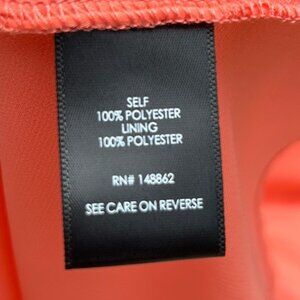 SELF
100% POLYESTER
LINING
100% POLYESTER
RN# 148862
SEE CARE ON REVERSE